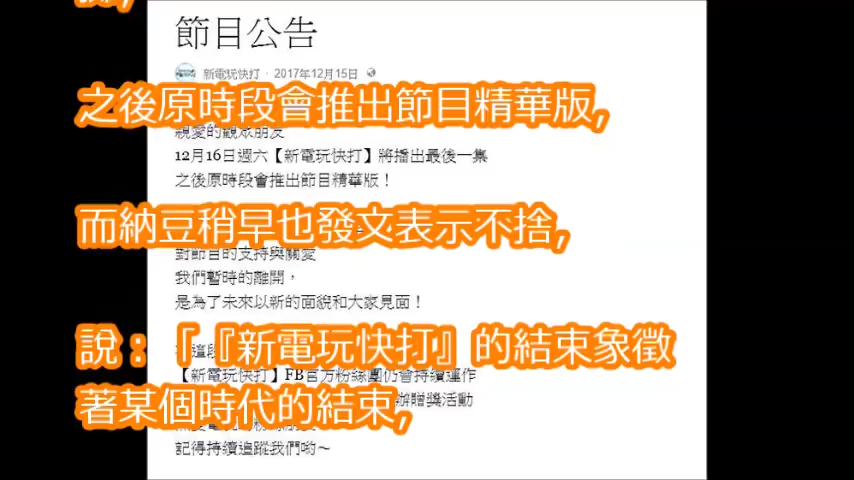 節目公告
新電玩快打 · 2017年12月15日
之後原時段會推出節目精華版,
親愛的觀眾朋友
12月16日週六【新電玩快打】將播出最後一集
之後原時段會推出節目精華版！
而納豆稍早也發文表示不捨,
對節目的支持與關愛
我們暫時的離開，
是為了未來以新的面貌和大家見面！
說：「『新電玩快打』的結束象徵
【新電玩快打】FB官方粉絲團仍會持續運作
著某個時代的結束,
辦贈獎活動
記得持續追蹤我們喲～